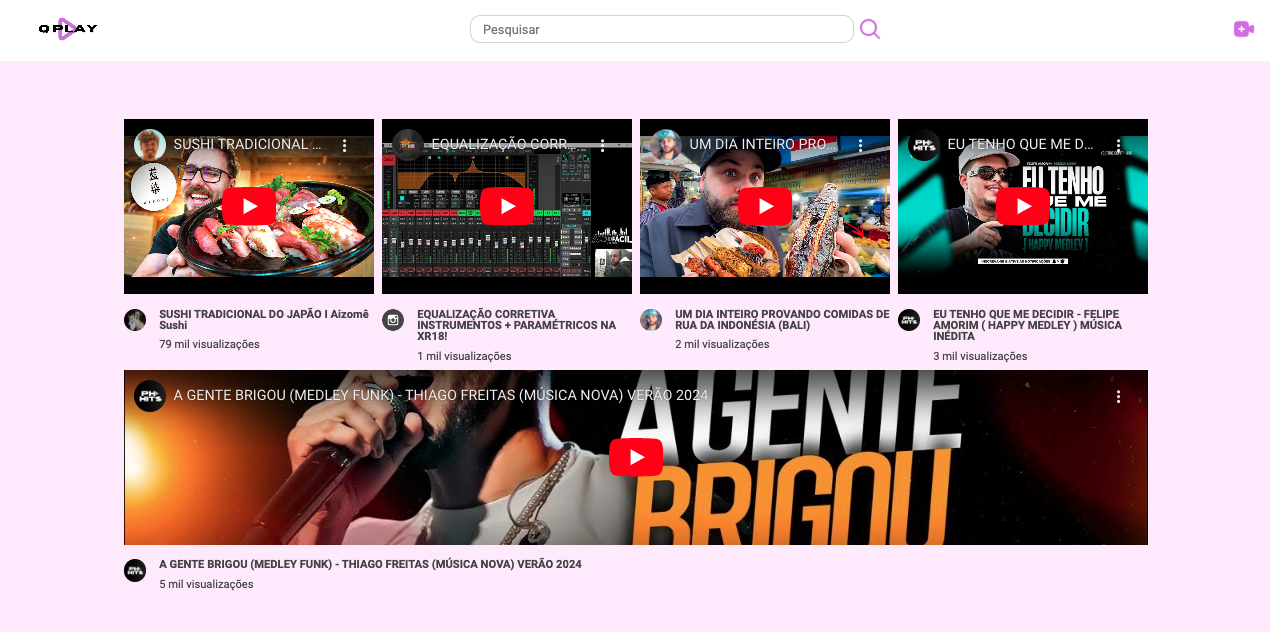 QPLAY
Pesquisar
SUSHI TRADICIONAL ...
EQUALIZAÇÃO CORR...
UM DIA INTEIRO PRO...
EU TENHO QUE ME D...
PH HITS
EU TENHO
QUE ME
DECIDIR
[ HAPPY MEDLEY ]
SUSHI TRADICIONAL DO JAPÃO I Aizomê
Sushi
79 mil visualizações
EQUALIZAÇÃO CORRETIVA
INSTRUMENTOS + PARAMÉTRICOS NA
XR18!
1 mil visualizações
UM DIA INTEIRO PROVANDO COMIDAS DE
RUA DA INDONÉSIA (BALI)
2 mil visualizações
EU TENHO QUE ME DECIDIR - FELIPE
AMORIM ( HAPPY MEDLEY ) MÚSICA
INÉDITA
3 mil visualizações
PH HITS
A GENTE BRIGOU (MEDLEY FUNK) - THIAGO FREITAS (MÚSICA NOVA) VERÃO 2024
A GENTE
BRIGOU
A GENTE BRIGOU (MEDLEY FUNK) - THIAGO FREITAS (MÚSICA NOVA) VERÃO 2024
5 mil visualizações